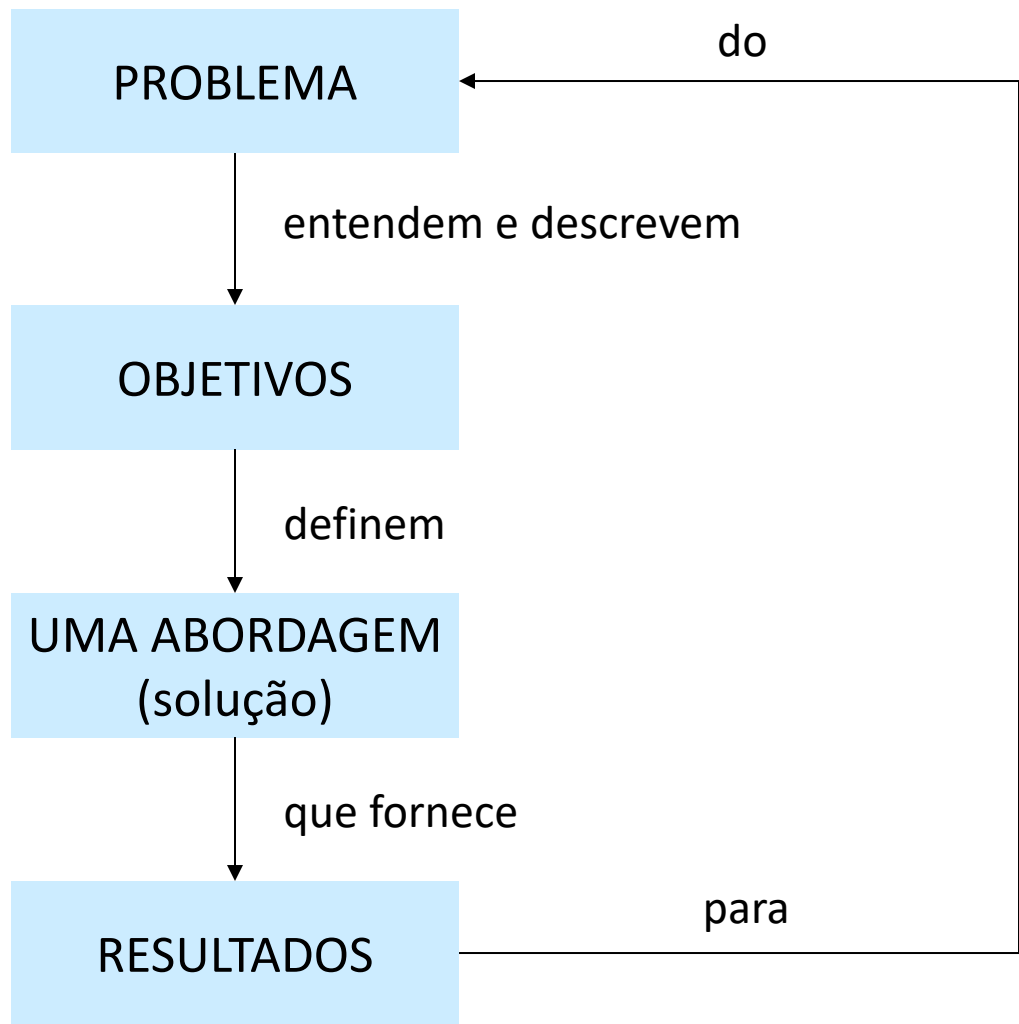 do
PROBLEMA
entendem e descrevem
OBJETIVOS
definem
UMA ABORDAGEM
(solução)
que fornece
para
RESULTADOS